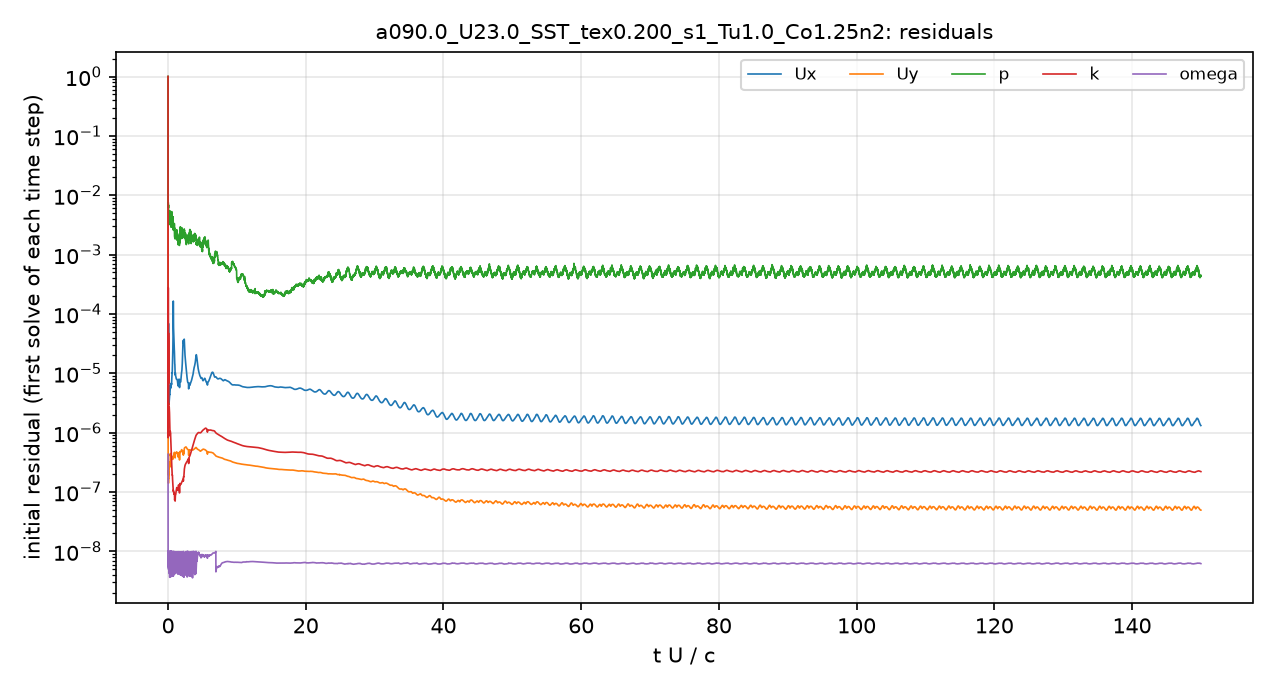 a090.0_U23.0_SST_tex0.200_s1_Tu1.0_Co1.25n2: residuals
Ux Uy p k omega
initial residual (first solve of each time step)
10⁰
10⁻¹
10⁻²
10⁻³
10⁻⁴
10⁻⁵
10⁻⁶
10⁻⁷
10⁻⁸
0 20 40 60 80 100 120 140
t U / c